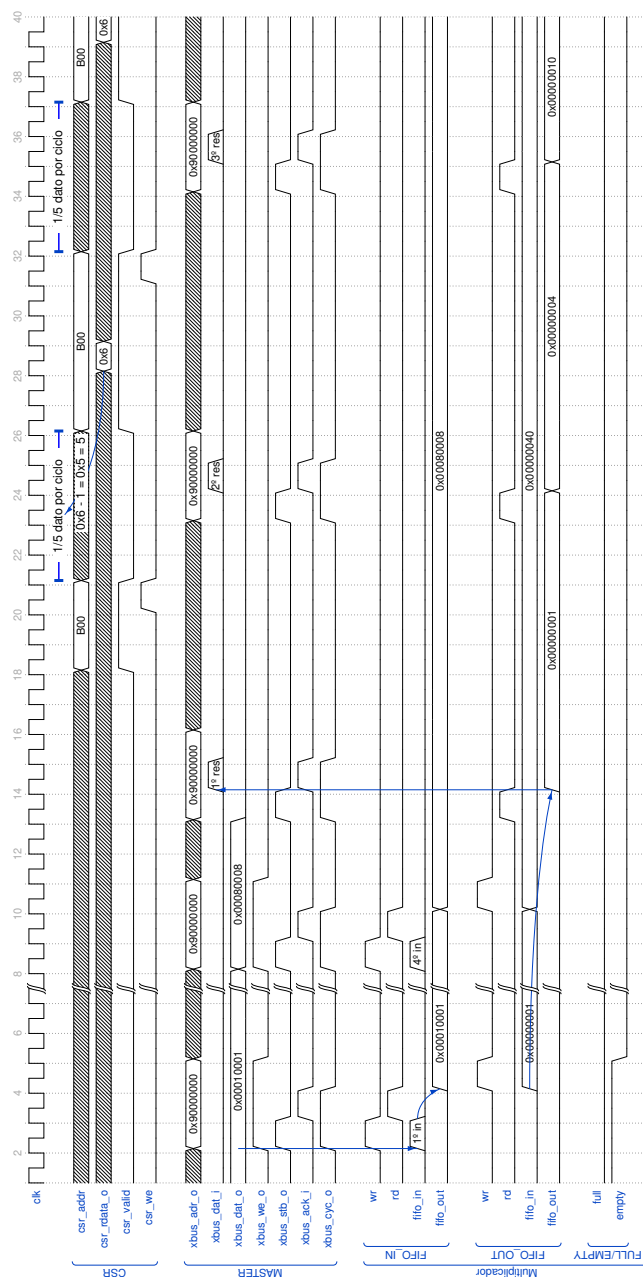 2 4 6 8 10 12 14 16 18 20 22 24 26 28 30 32 34 36 38 40
clk
1/5 dato por ciclo 1/5 dato por ciclo
CSR
csr_addr B00 0x6 - 1 = 0x5 = 5 B00 B00
csr_rdata_o 0x6 0x6
csr_valid
csr_we
MASTER
xbus_adr_o 0x90000000 0x90000000 0x90000000 0x90000000 0x90000000
xbus_dat_i 1º res 2º res 3º res
xbus_dat_o 0x00010001 0x00080008
xbus_we_o
xbus_stb_o
xbus_ack_i
xbus_cyc_o
Multiplicador
FIFO_IN
wr
rd
fifo_in 1º in 4º in
fifo_out 0x00010001 0x00080008
FIFO_OUT
wr
rd
fifo_in 0x00000001 0x00000040
fifo_out 0x00000001 0x00000004 0x00000010
FULL/EMPTY
full
empty